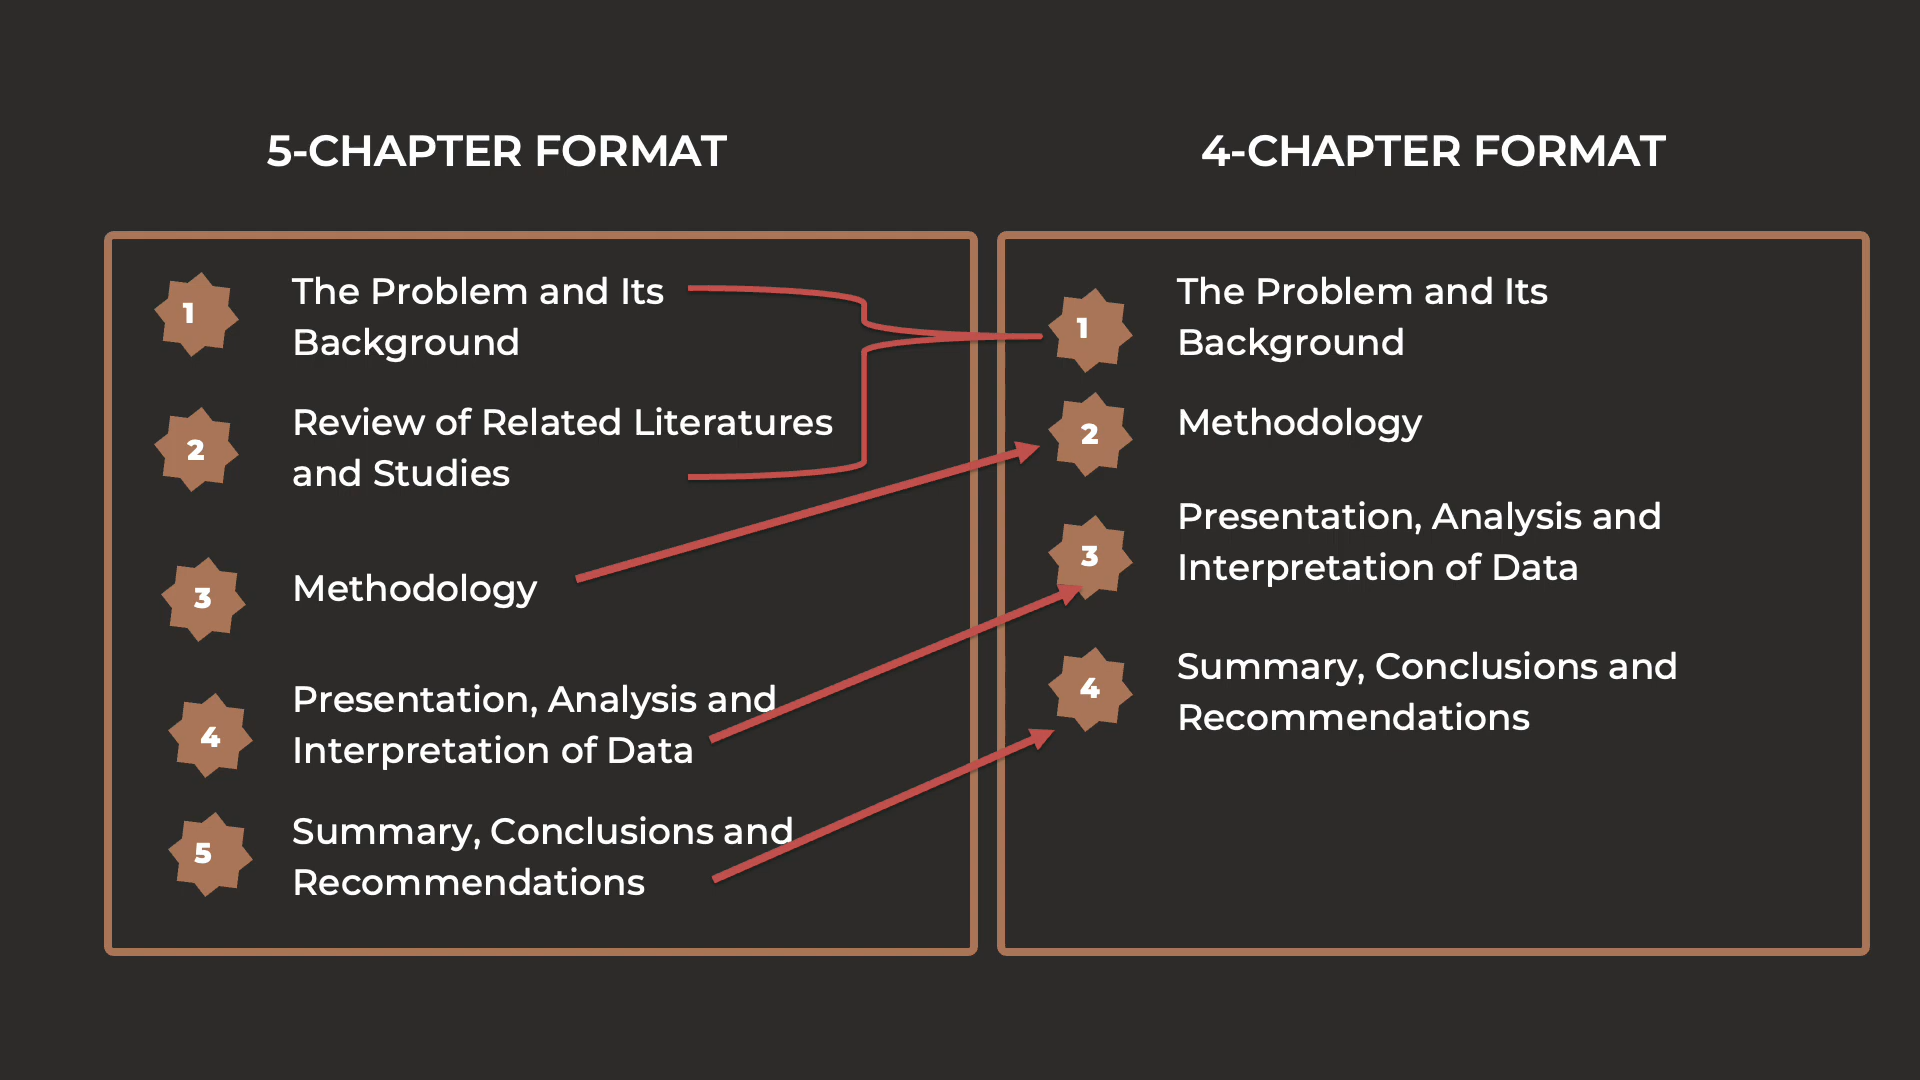 5-CHAPTER FORMAT
1
The Problem and Its
Background
2
Review of Related Literatures
and Studies
3
Methodology
4
Presentation, Analysis and
Interpretation of Data
5
Summary, Conclusions and
Recommendations
4-CHAPTER FORMAT
1
The Problem and Its
Background
2
Methodology
3
Presentation, Analysis and
Interpretation of Data
4
Summary, Conclusions and
Recommendations